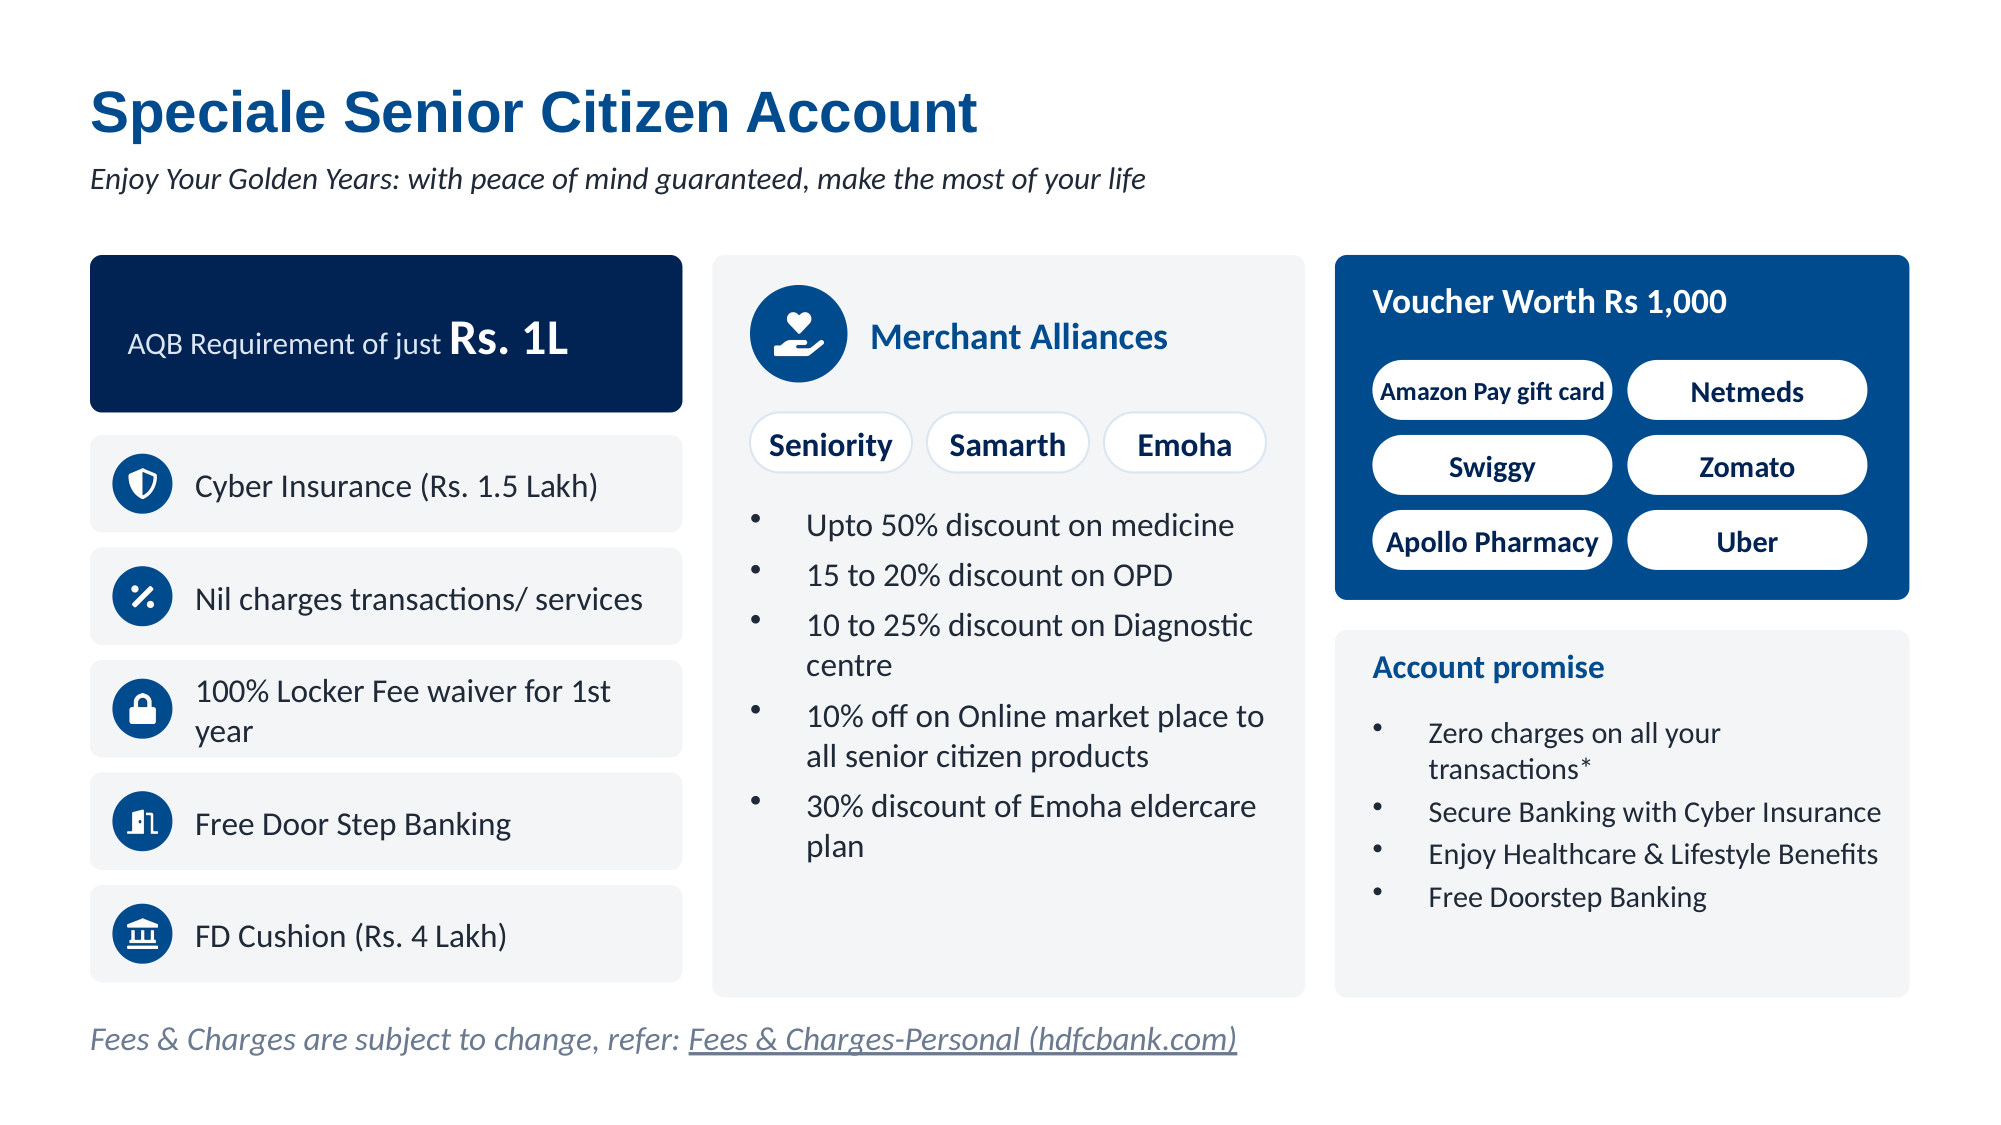 Speciale Senior Citizen Account
Enjoy Your Golden Years: with peace of mind guaranteed, make the most of your life
AQB Requirement of just Rs. 1L
Cyber Insurance (Rs. 1.5 Lakh)
Nil charges transactions/ services
100% Locker Fee waiver for 1st
year
Free Door Step Banking
FD Cushion (Rs. 4 Lakh)
Merchant Alliances
Seniority
Samarth
Emoha
• Upto 50% discount on medicine
• 15 to 20% discount on OPD
• 10 to 25% discount on Diagnostic
centre
• 10% off on Online market place to
all senior citizen products
• 30% discount of Emoha eldercare
plan
Voucher Worth Rs 1,000
Amazon Pay gift card
Netmeds
Swiggy
Zomato
Apollo Pharmacy
Uber
Account promise
• Zero charges on all your
transactions*
• Secure Banking with Cyber Insurance
• Enjoy Healthcare & Lifestyle Benefits
• Free Doorstep Banking
Fees & Charges are subject to change, refer: Fees & Charges-Personal (hdfcbank.com)